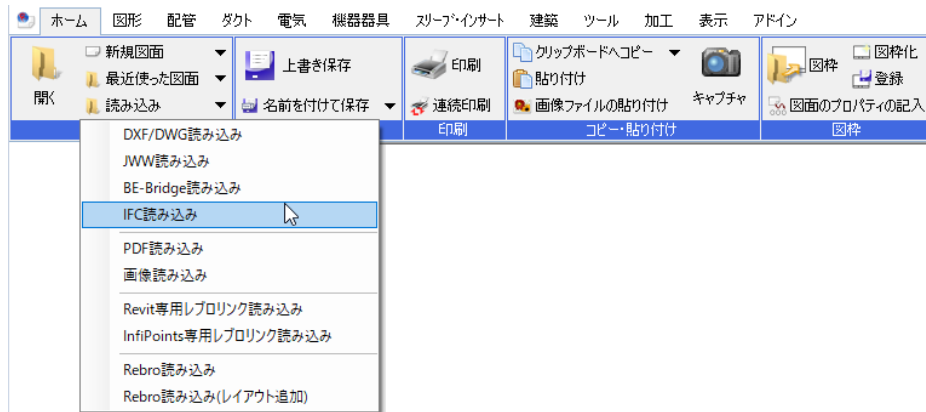 ホーム 図形 配管 ダクト 電気 機器器具 スリーブ・インサート 建築 ツール 加工 表示 アドイン
開く
新規図面
最近使った図面
読み込み
上書き保存
名前を付けて保存
印刷
連続印刷
印刷
クリップボードへコピー
貼り付け
画像ファイルの貼り付け
キャプチャ
コピー・貼り付け
図枠
図枠化
登録
図面のプロパティの記入
図枠
DXF/DWG読み込み
JWW読み込み
BE-Bridge読み込み
IFC読み込み
PDF読み込み
画像読み込み
Revit専用レブロリンク読み込み
InfiPoints専用レブロリンク読み込み
Rebro読み込み
Rebro読み込み(レイアウト追加)